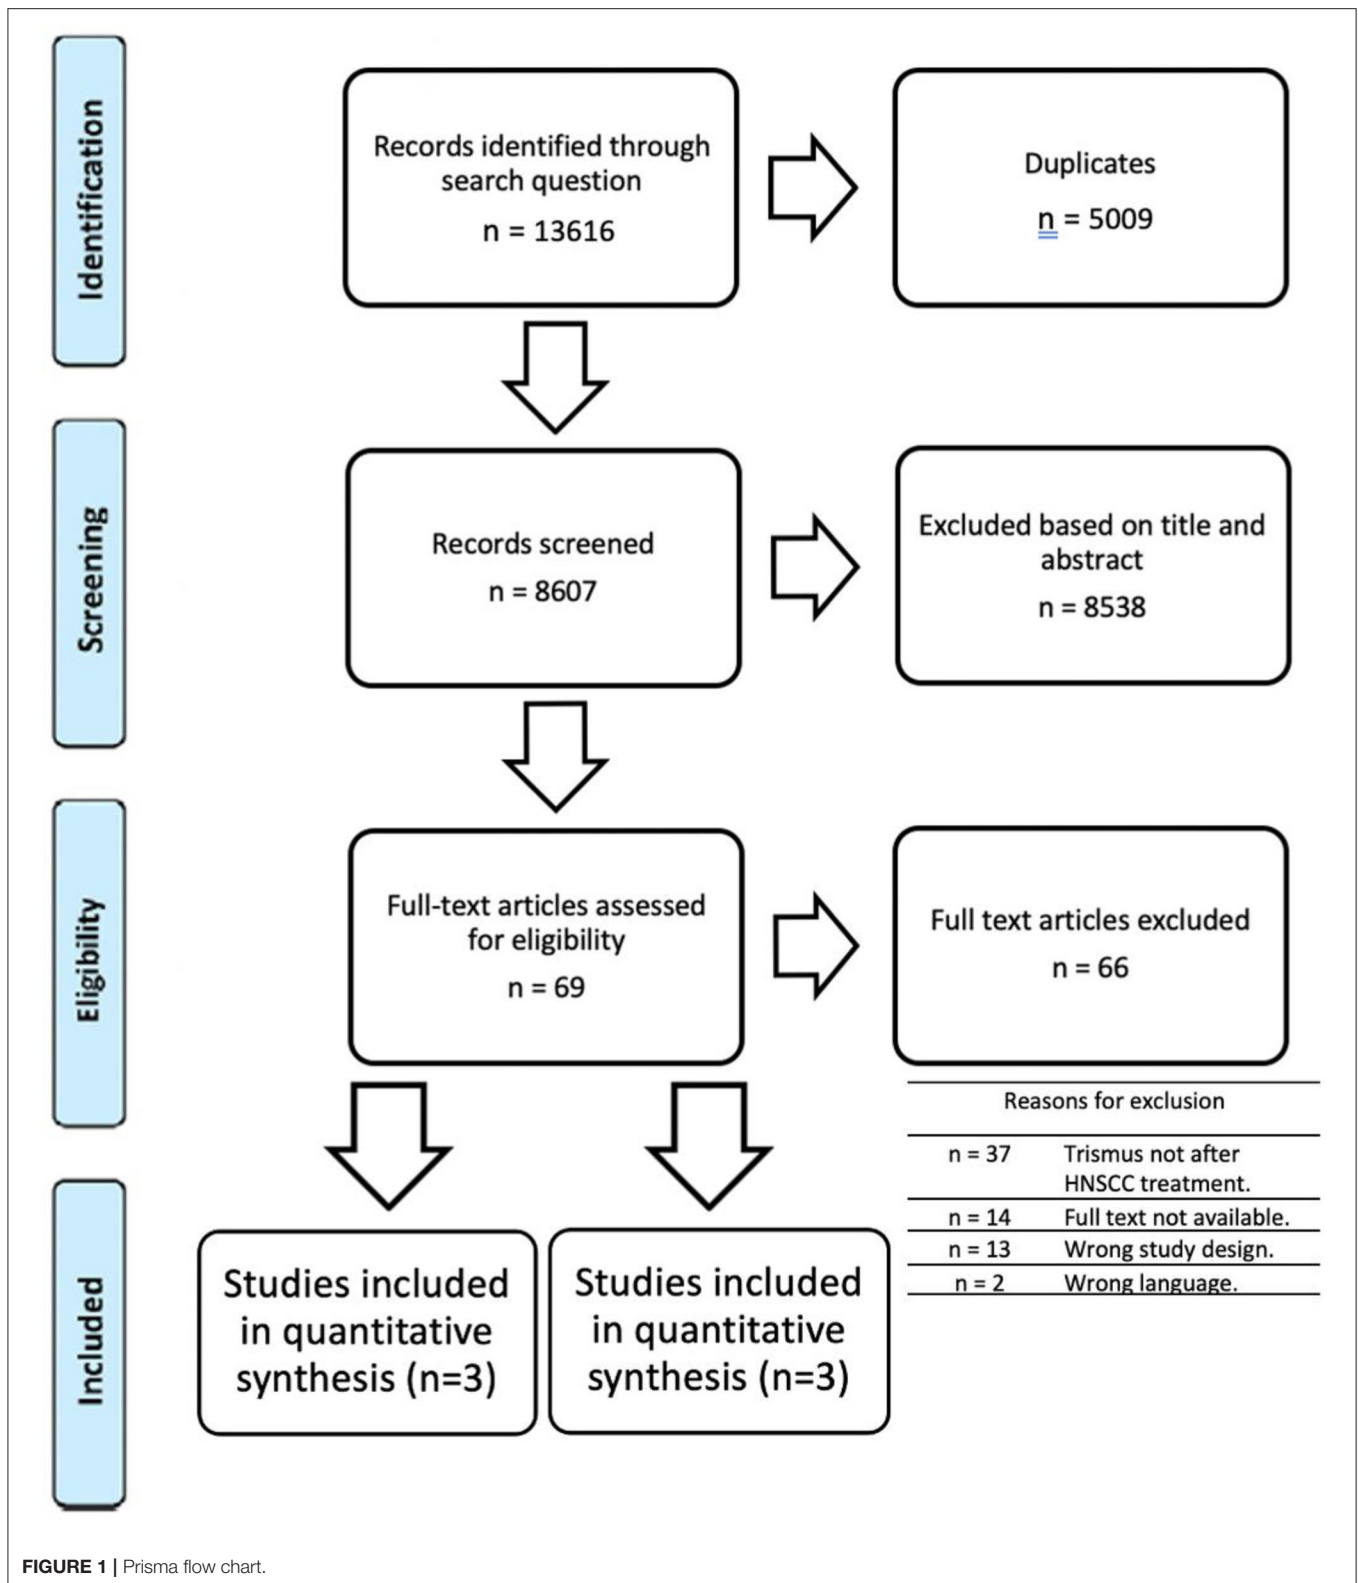 Identification
Records identified through
search question
n = 13616
Duplicates
n = 5009
Screening
Records screened
n = 8607
Excluded based on title and
abstract
n = 8538
Eligibility
Full-text articles assessed
for eligibility
n = 69
Full text articles excluded
n = 66
Reasons for exclusion
n = 37 Trismus not after
HNSCC treatment.
n = 14 Full text not available.
n = 13 Wrong study design.
n = 2 Wrong language.
Included
Studies included
in quantitative
synthesis (n=3)
Studies included
in quantitative
synthesis (n=3)
FIGURE 1 | Prisma flow chart.